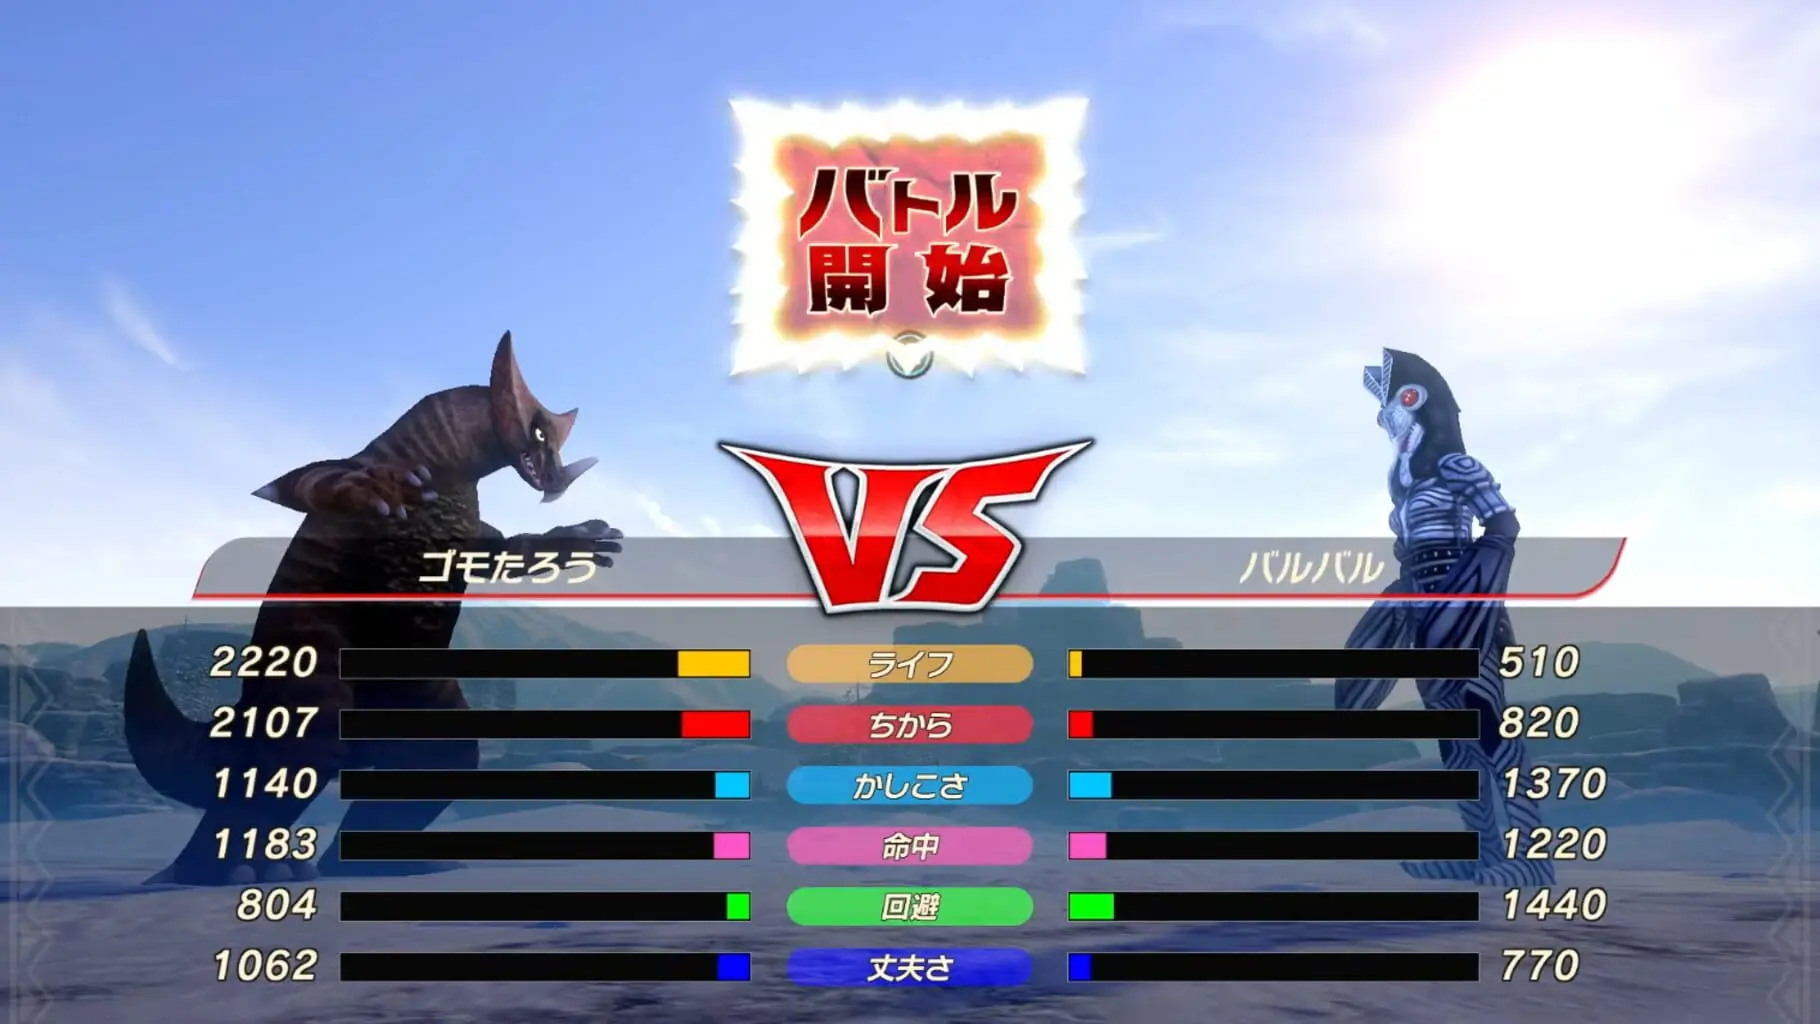 バトル
開始
VS
ゴモたろう
バルバル
2220 ライフ 510
2107 ちから 820
1140 かしこさ 1370
1183 命中 1220
804 回避 1440
1062 丈夫さ 770